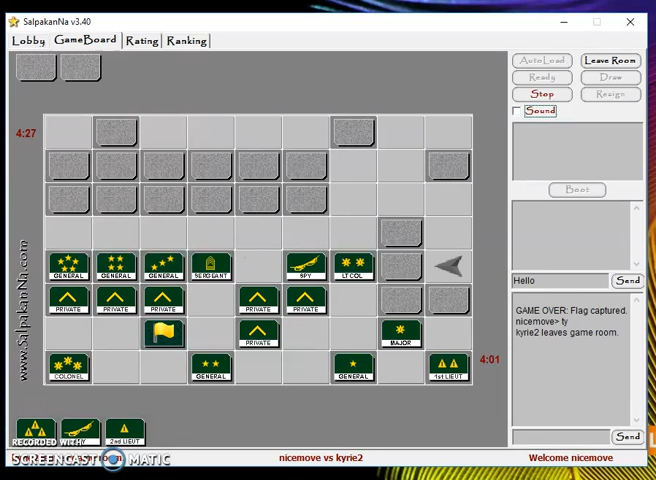 SalpakanNa v3.40
Lobby
GameBoard
Rating
Ranking
AutoLoad
Leave Room
Ready
Draw
Stop
Resign
Sound
4:27
Boot
www.SalpakanNa.com
GENERAL
GENERAL
GENERAL
SERGEANT
SPY
LTCOL
Hello
Send
PRIVATE
PRIVATE
PRIVATE
PRIVATE
PRIVATE
GAME OVER: Flag captured.
nicemove> ty
kyrie2 leaves game room.
PRIVATE
MAJOR
COLONEL
GENERAL
GENERAL
1st LIEUT
4:01
2nd LIEUT
Send
RECORDED WITH
SCREENCAST MATIC
nicemove vs kyrie2
Welcome nicemove